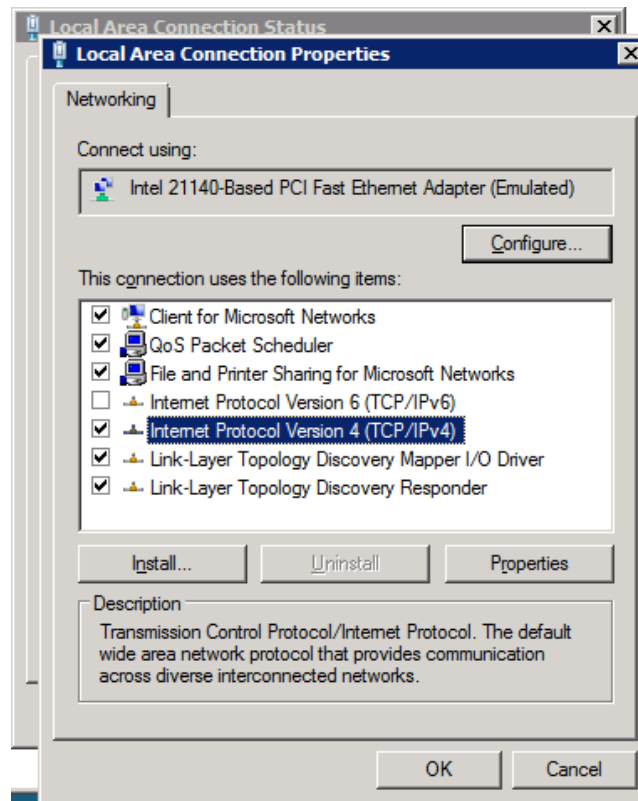 Local Area Connection Status
Local Area Connection Properties
Networking
Connect using:
Intel 21140-Based PCI Fast Ethernet Adapter (Emulated)
Configure...
This connection uses the following items:
Client for Microsoft Networks
QoS Packet Scheduler
File and Printer Sharing for Microsoft Networks
Internet Protocol Version 6 (TCP/IPv6)
Internet Protocol Version 4 (TCP/IPv4)
Link-Layer Topology Discovery Mapper I/O Driver
Link-Layer Topology Discovery Responder
Install...
Uninstall
Properties
Description
Transmission Control Protocol/Internet Protocol. The default
wide area network protocol that provides communication
across diverse interconnected networks.
OK
Cancel